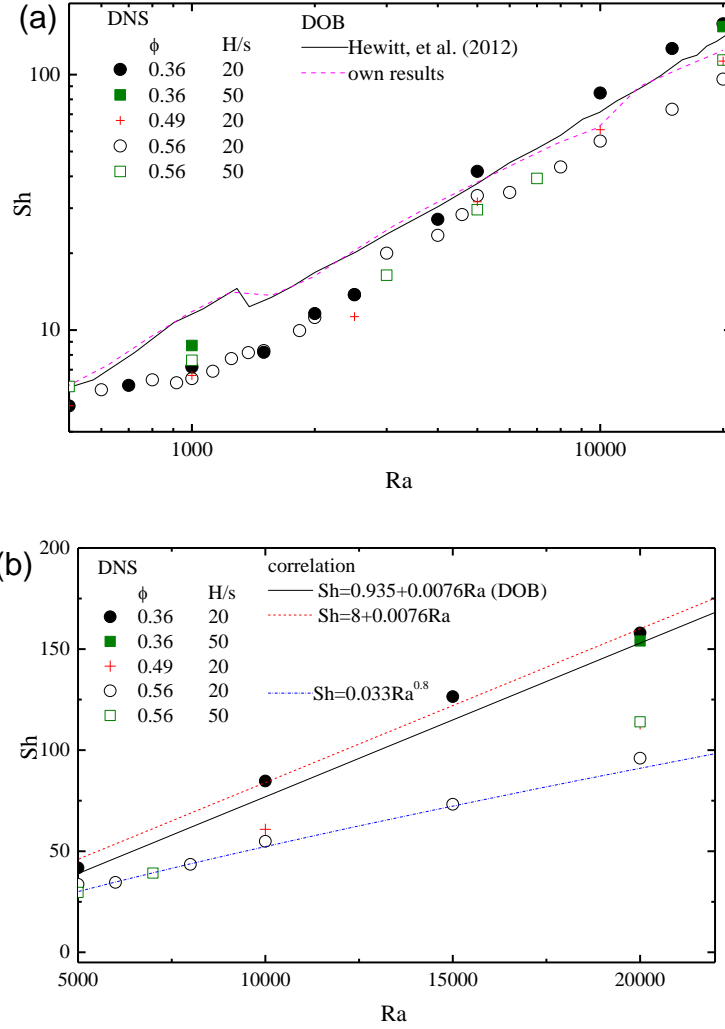 (a)
DNS
DOB
ϕ H/s
Hewitt, et al. (2012)
0.36 20
own results
0.36 50
0.49 20
0.56 20
0.56 50
100
10
Sh
1000 10000
Ra
(b)
DNS
correlation
ϕ H/s
Sh=0.935+0.0076Ra (DOB)
0.36 20
Sh=8+0.0076Ra
0.36 50
0.49 20
0.56 20
Sh=0.033Ra^0.8
0.56 50
200
150
100
50
0
Sh
5000 10000 15000 20000
Ra